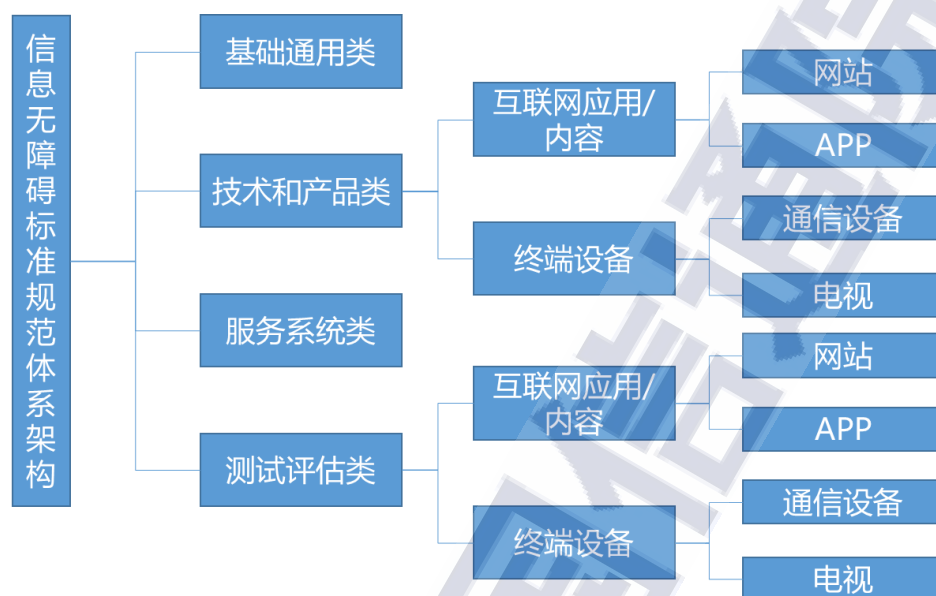 信息无障碍标准规范体系架构
基础通用类
技术和产品类
互联网应用/
内容
网站
APP
终端设备
通信设备
电视
服务系统类
测试评估类
互联网应用/
内容
网站
APP
终端设备
通信设备
电视